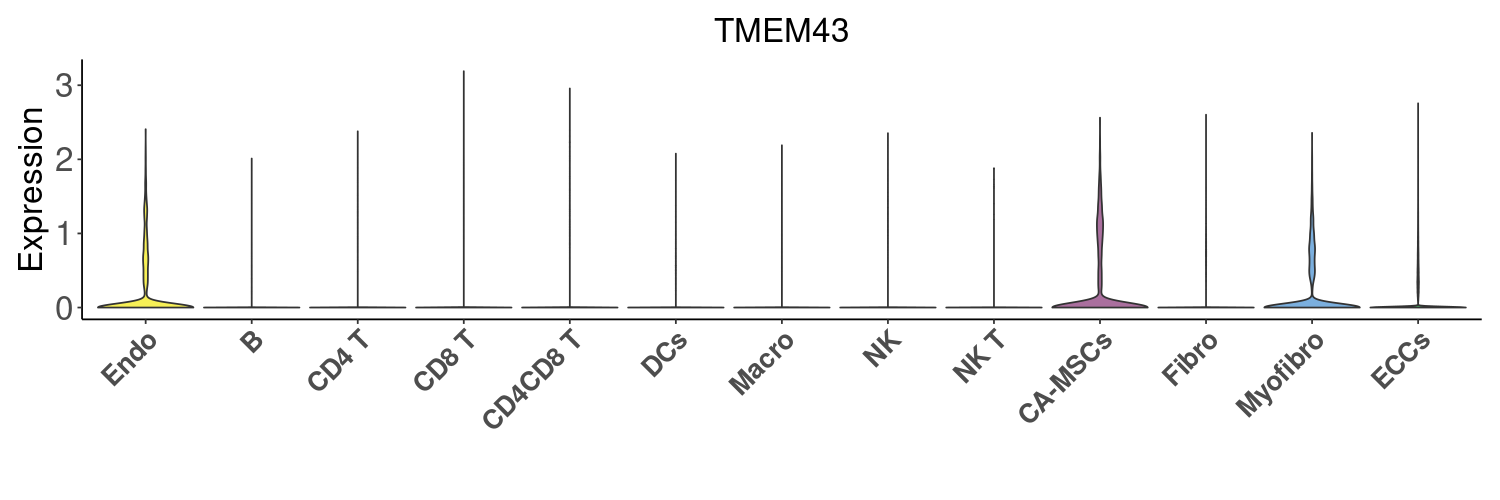 TMEM43
Expression
3
2
1
0
Endo
B
CD4 T
CD8 T
CD4CD8 T
DCs
Macro
NK
NK T
CA-MSCs
Fibro
Myofibro
ECCs